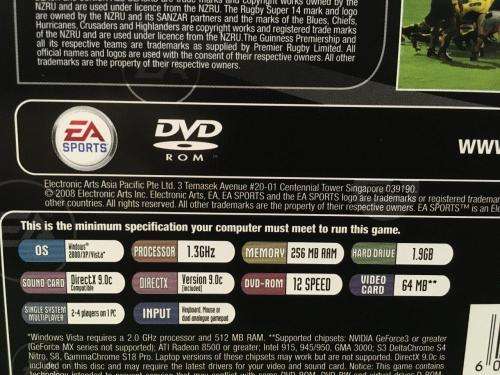 NZRU and are used under licence from the NZRU. The Rugby Super 14 mark and logo
are owned by the NZRU and its SANZAR partners and the marks of the Blues, Chiefs,
Hurricanes, Crusaders and Highlanders are copyright works and registered trade marks
of the NZRU and are used under licence from the NZRU. The Guinness Premiership and
all its respective teams are trademarks as supplied by Premier Rugby Limited. All
official names and logos are used with the consent of their respective owners. All other
trademarks are the property of their respective owners.
EA
SPORTS
DVD
ROM
WWW
Electronic Arts Asia Pacific Pte Ltd. 3 Temasek Avenue #20-01 Centennial Tower Singapore 039190.
© 2008 Electronic Arts Inc. EA, EA SPORTS and the EA SPORTS logo are trademarks or registered trademar
other countries. All rights reserved. All other trademarks are the property of their respective owners. EA SPORTS™ is an El
This is the minimum specification your computer must meet to run this game.
OS Windows® 2000/XP/Vista*
PROCESSOR 1.3GHz
MEMORY 256 MB RAM
HARD DRIVE 1.9GB
SOUND CARD DirectX 9.0c Compatible
DIRECTX Version 9.0c (Included)
DVD-ROM 12 SPEED
VIDEO CARD 64 MB**
SINGLE SYSTEM MULTIPLAYER 2-4 players on 1 PC
INPUT Keyboard, Mouse or dual analogue gamepad
*Windows Vista requires a 2.0 GHz processor and 512 MB RAM. **Supported chipsets: NVIDIA GeForce3 or greater
(GeForce MX series not supported); ATI Radeon 8500 or greater; Intel 915, 945/950, GMA 3000; S3 DeltaChrome S4
Nitro, S8, GammaChrome S18 Pro. Laptop versions of these chipsets may work but are not supported. DirectX 9.0c is
included on this disc and may require the latest drivers for your video and sound card. Notice: This game contains
6